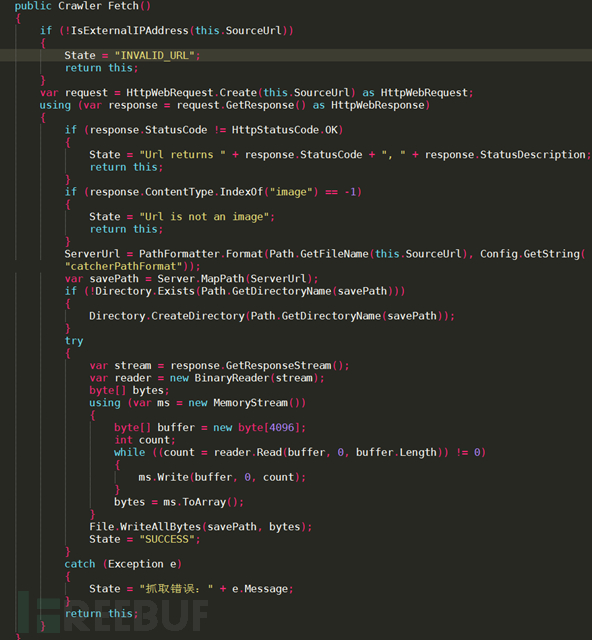 public Crawler Fetch()
{
if (!IsExternalIPAddress(this.SourceUrl))
{
State = "INVALID_URL";
return this;
}
var request = HttpWebRequest.Create(this.SourceUrl) as HttpWebRequest;
using (var response = request.GetResponse() as HttpWebResponse)
{
if (response.StatusCode != HttpStatusCode.OK)
{
State = "Url returns " + response.StatusCode + ", " + response.StatusDescription;
return this;
}
if (response.ContentType.IndexOf("image") == -1)
{
State = "Url is not an image";
return this;
}
ServerUrl = PathFormatter.Format(Path.GetFileName(this.SourceUrl), Config.GetString(
"catcherPathFormat"));
var savePath = Server.MapPath(ServerUrl);
if (!Directory.Exists(Path.GetDirectoryName(savePath)))
{
Directory.CreateDirectory(Path.GetDirectoryName(savePath));
}
try
{
var stream = response.GetResponseStream();
var reader = new BinaryReader(stream);
byte[] bytes;
using (var ms = new MemoryStream())
{
byte[] buffer = new byte[4096];
int count;
while ((count = reader.Read(buffer, 0, buffer.Length)) != 0)
{
ms.Write(buffer, 0, count);
}
bytes = ms.ToArray();
}
File.WriteAllBytes(savePath, bytes);
State = "SUCCESS";
}
catch (Exception e)
{
State = "抓取错误：" + e.Message;
}
return this;
}
}
FREEBUF